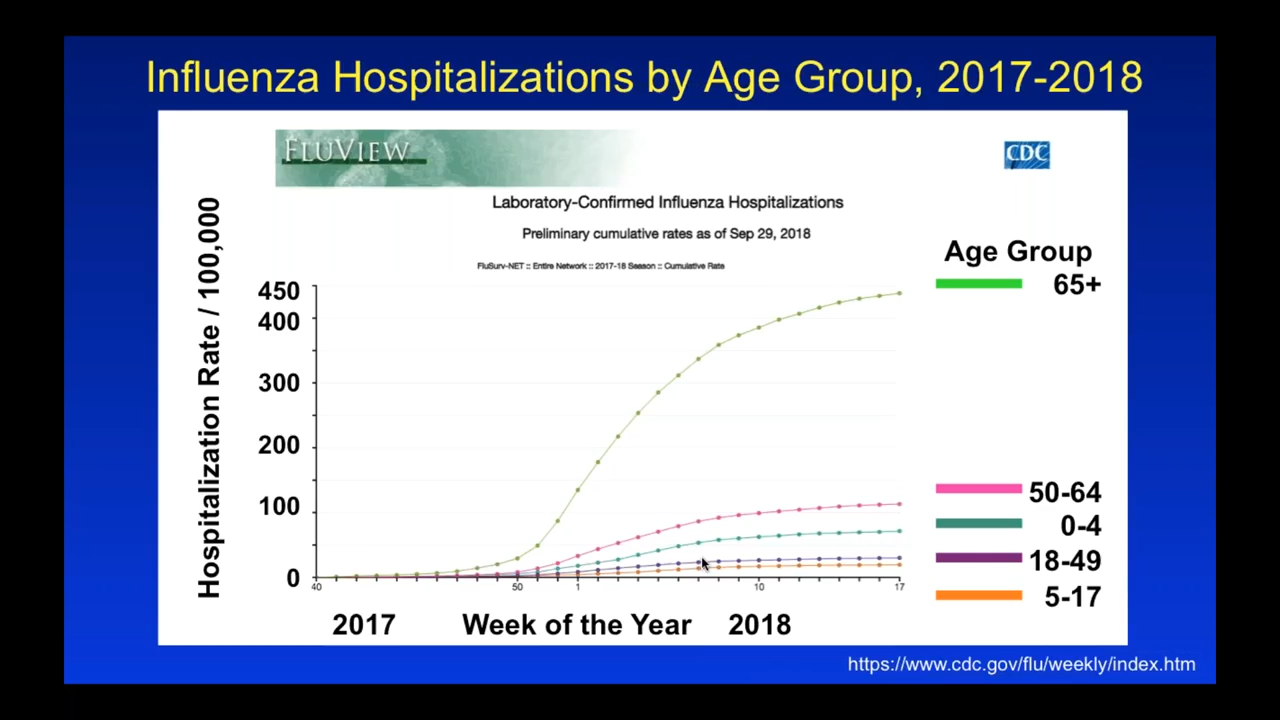 Influenza Hospitalizations by Age Group, 2017-2018
FLUVIEW
CDC
Laboratory-Confirmed Influenza Hospitalizations
Preliminary cumulative rates as of Sep 29, 2018
FluSurv-NET :: Entire Network :: 2017-18 Season :: Cumulative Rate
Hospitalization Rate / 100,000
450
400
300
200
100
0
40
50
1
10
17
2017
Week of the Year
2018
Age Group
65+
50-64
0-4
18-49
5-17
https://www.cdc.gov/flu/weekly/index.htm